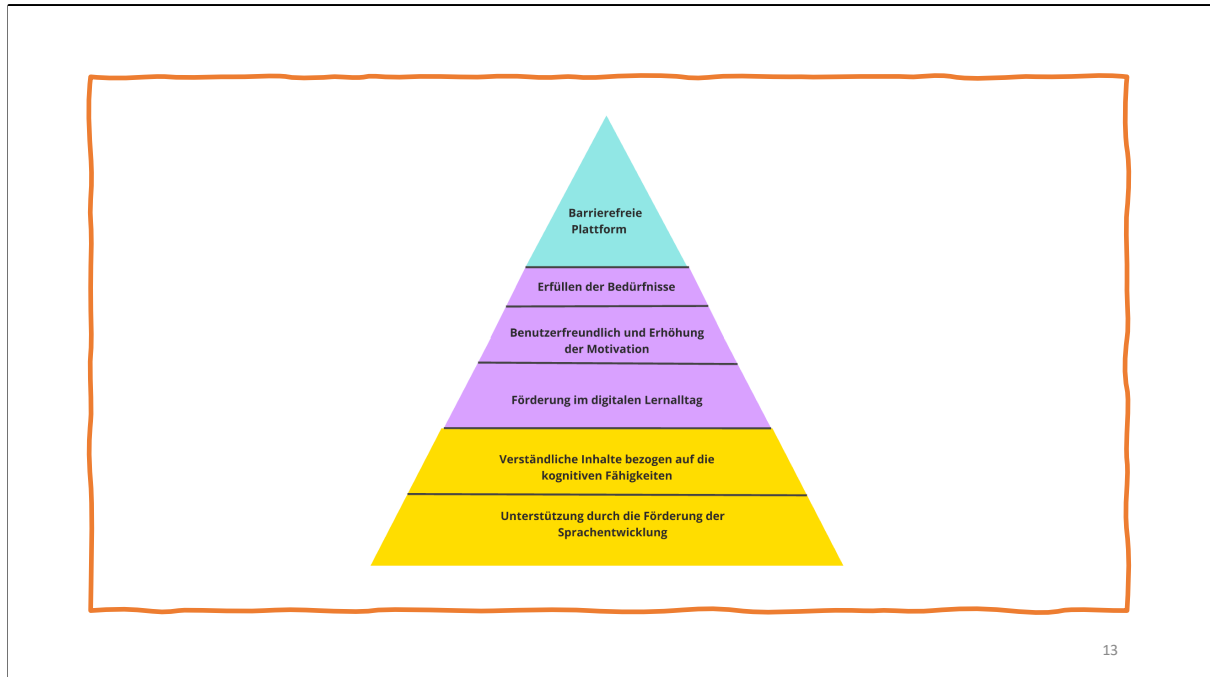 Barrierefreie
Plattform
Erfüllen der Bedürfnisse
Benutzerfreundlich und Erhöhung
der Motivation
Förderung im digitalen Lernalltag
Verständliche Inhalte bezogen auf die
kognitiven Fähigkeiten
Unterstützung durch die Förderung der
Sprachentwicklung
13